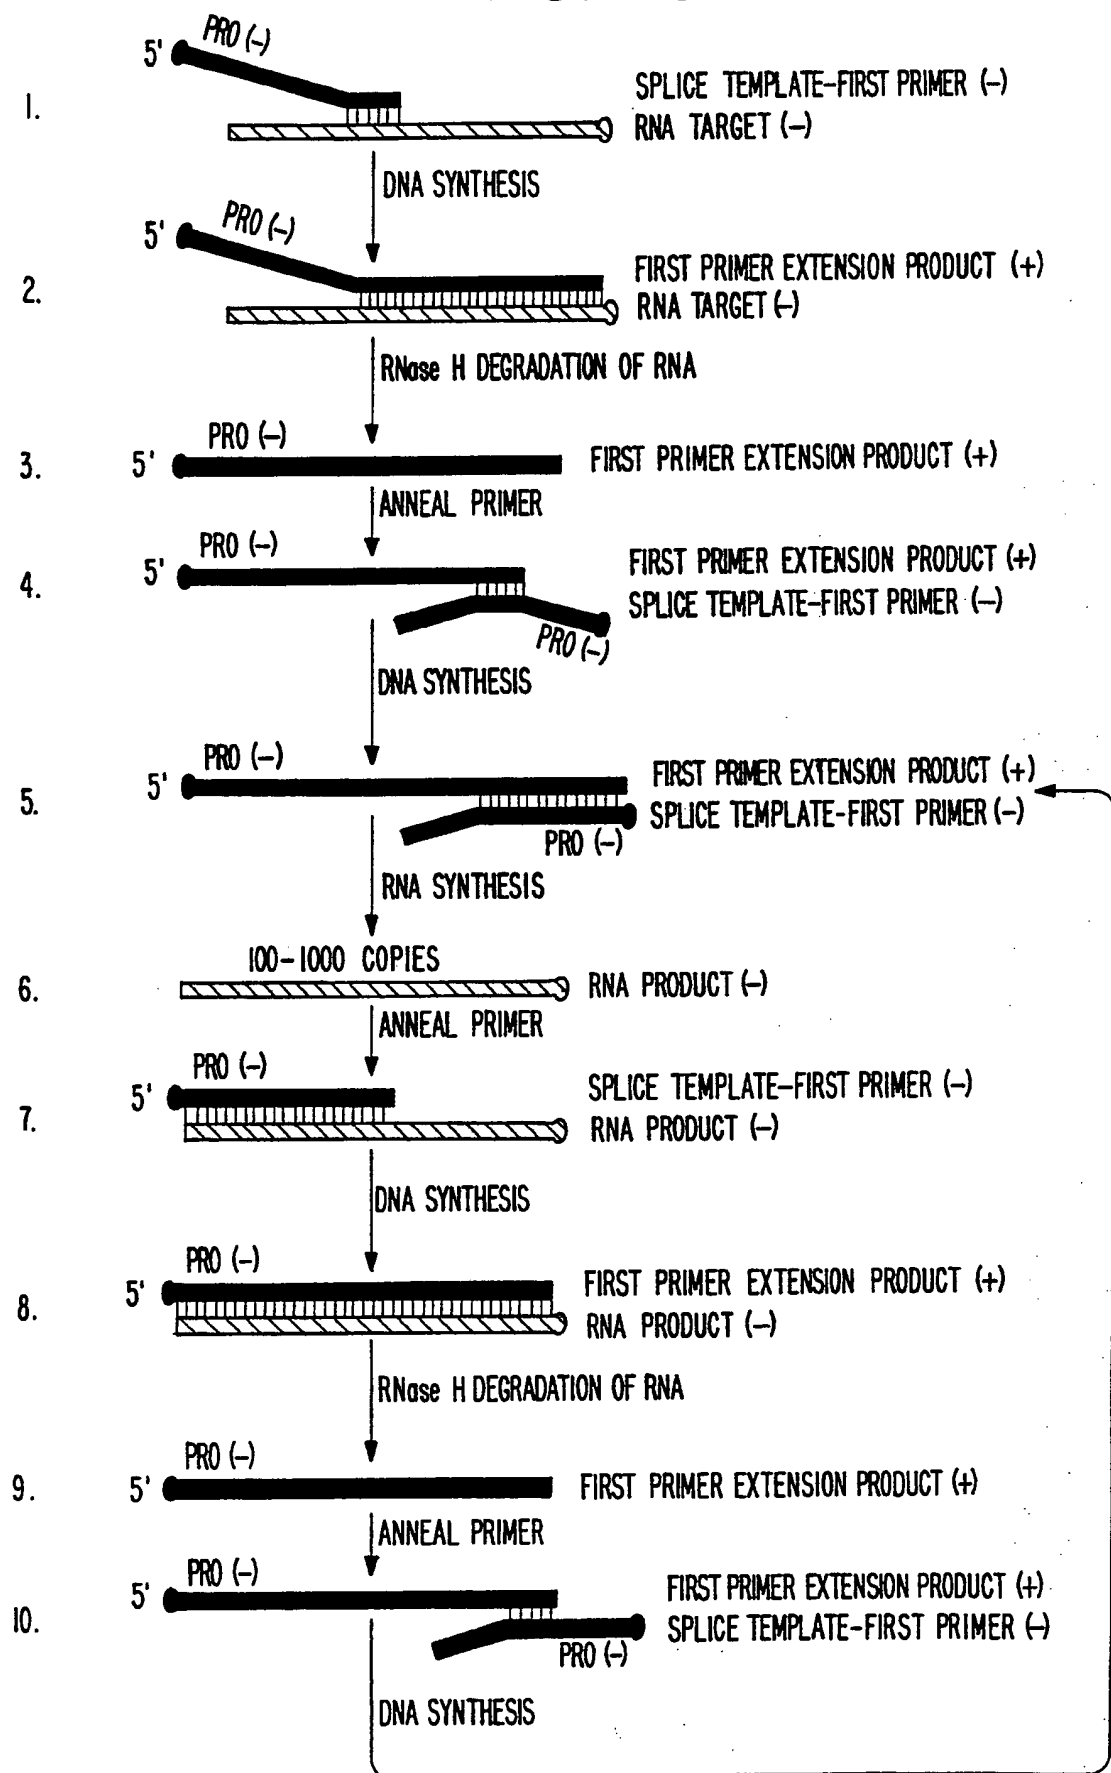 5' PRO (-)
1.
SPLICE TEMPLATE-FIRST PRIMER (-)
RNA TARGET (-)
DNA SYNTHESIS
5' PRO (-)
2.
FIRST PRIMER EXTENSION PRODUCT (+)
RNA TARGET (-)
RNase H DEGRADATION OF RNA
PRO (-)
3. 5' FIRST PRIMER EXTENSION PRODUCT (+)
ANNEAL PRIMER
PRO (-)
5' FIRST PRIMER EXTENSION PRODUCT (+)
4.
SPLICE TEMPLATE-FIRST PRIMER (-)
PRO (-)
DNA SYNTHESIS
PRO (-)
5' FIRST PRIMER EXTENSION PRODUCT (+)
5.
SPLICE TEMPLATE-FIRST PRIMER (-)
PRO (-)
RNA SYNTHESIS
100-1000 COPIES
6. RNA PRODUCT (-)
ANNEAL PRIMER
PRO (-)
5' SPLICE TEMPLATE-FIRST PRIMER (-)
7.
RNA PRODUCT (-)
DNA SYNTHESIS
PRO (-)
5' FIRST PRIMER EXTENSION PRODUCT (+)
8.
RNA PRODUCT (-)
RNase H DEGRADATION OF RNA
PRO (-)
9. 5' FIRST PRIMER EXTENSION PRODUCT (+)
ANNEAL PRIMER
PRO (-)
5' FIRST PRIMER EXTENSION PRODUCT (+)
10.
SPLICE TEMPLATE-FIRST PRIMER (-)
PRO (-)
DNA SYNTHESIS